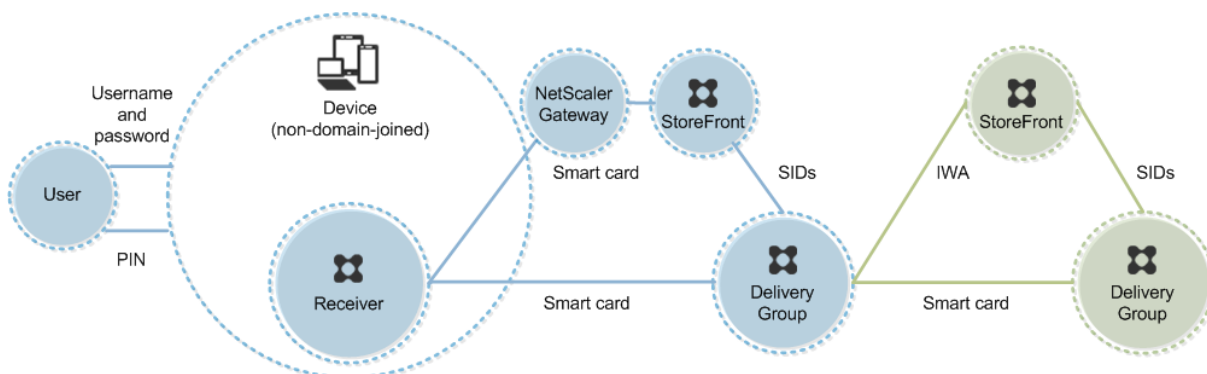 Username
and
password
User
PIN
Device
(non-domain-joined)
Receiver
NetScaler
Gateway
StoreFront
Smart card
SIDs
Smart card
Delivery
Group
StoreFront
IWA
SIDs
Smart card
Delivery
Group